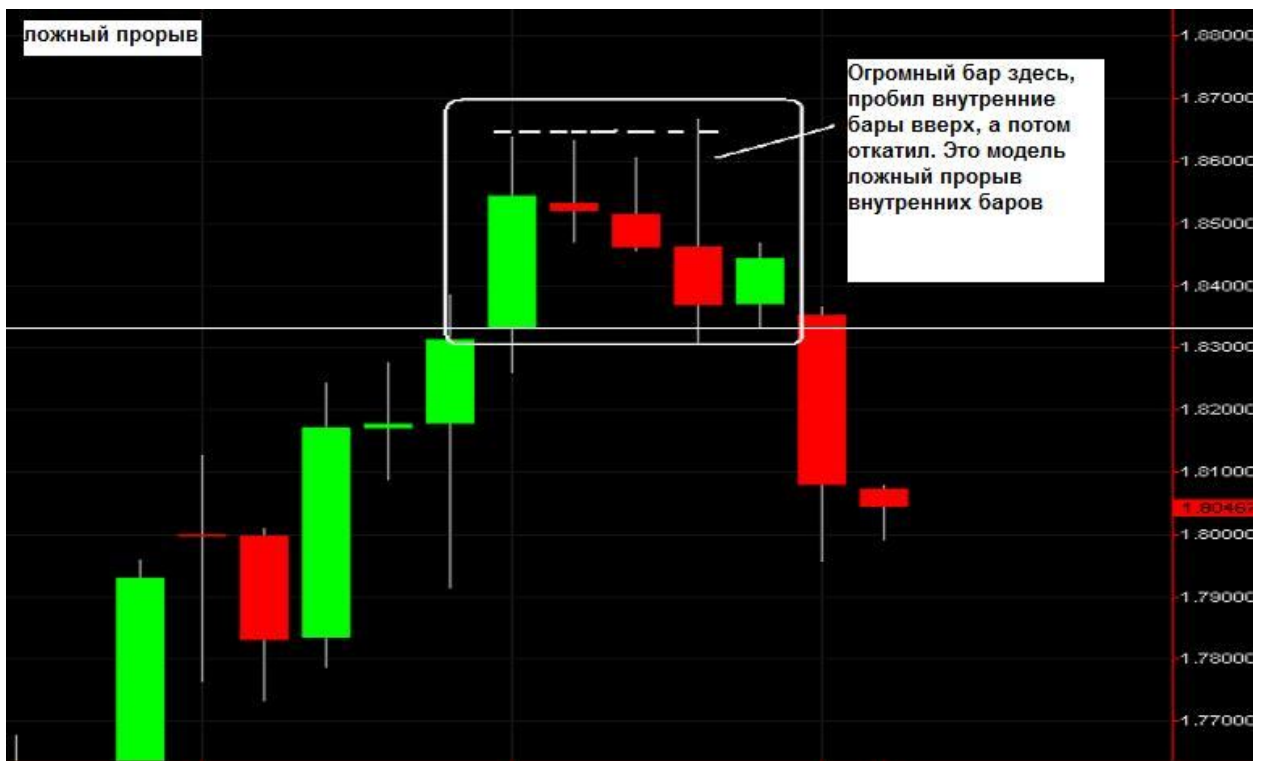 ложный прорыв
Огромный бар здесь,
пробил внутренние
бары вверх, а потом
откатил. Это модель
ложный прорыв
внутренних баров
1.88000
1.87000
1.86000
1.85000
1.84000
1.83000
1.82000
1.81000
1.80467
1.80000
1.79000
1.78000
1.77000